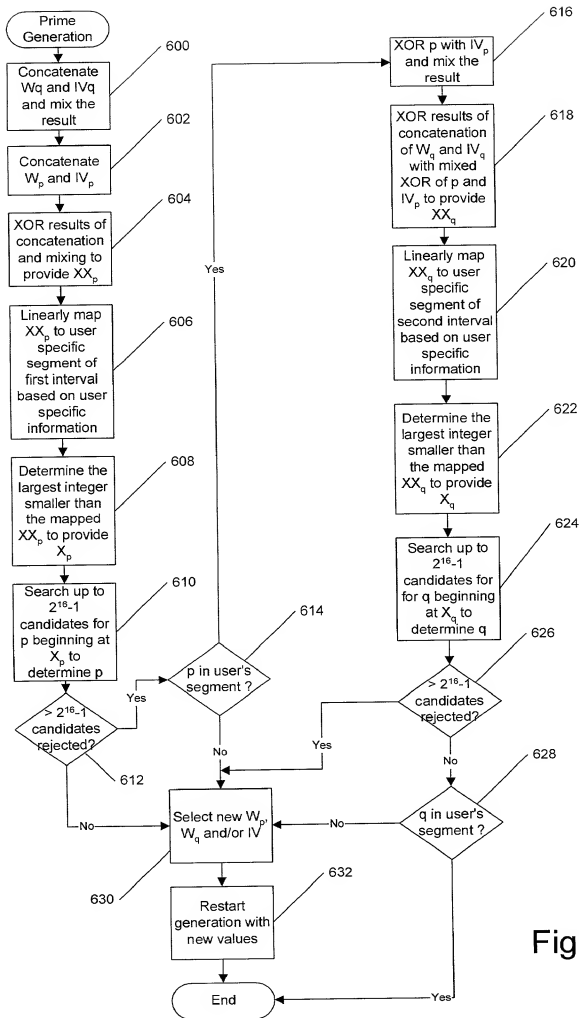 Prime
Generation
600
Concatenate
Wq and IVq
and mix the
result
602
Concatenate
Wp and IVp
604
XOR results of
concatenation
and mixing to
provide XXp
606
Linearly map
XXp to user
specific
segment of
first interval
based on user
specific
information
608
Determine the
largest integer
smaller than
the mapped
XXp to provide
Xp
610
Search up to
2^16-1
candidates for
p beginning at
Xp to
determine p
Yes
> 2^16-1
candidates
rejected?
612
No
614
p in user's
segment ?
Yes
No
616
XOR p with IVp
and mix the
result
618
XOR results of
concatenation
of Wq and IVq
with mixed
XOR of p and
IVp to provide
XXq
620
Linearly map
XXq to user
specific
segment of
second interval
based on user
specific
information
622
Determine the
largest integer
smaller than
the mapped
XXq to provide
Xq
624
Search up to
2^16-1
candidates for
for q beginning
at Xq to
determine q
626
> 2^16-1
candidates
rejected?
Yes
No
628
q in user's
segment ?
No
Yes
Select new Wp,
Wq and/or IV
630
632
Restart
generation with
new values
End
Fig